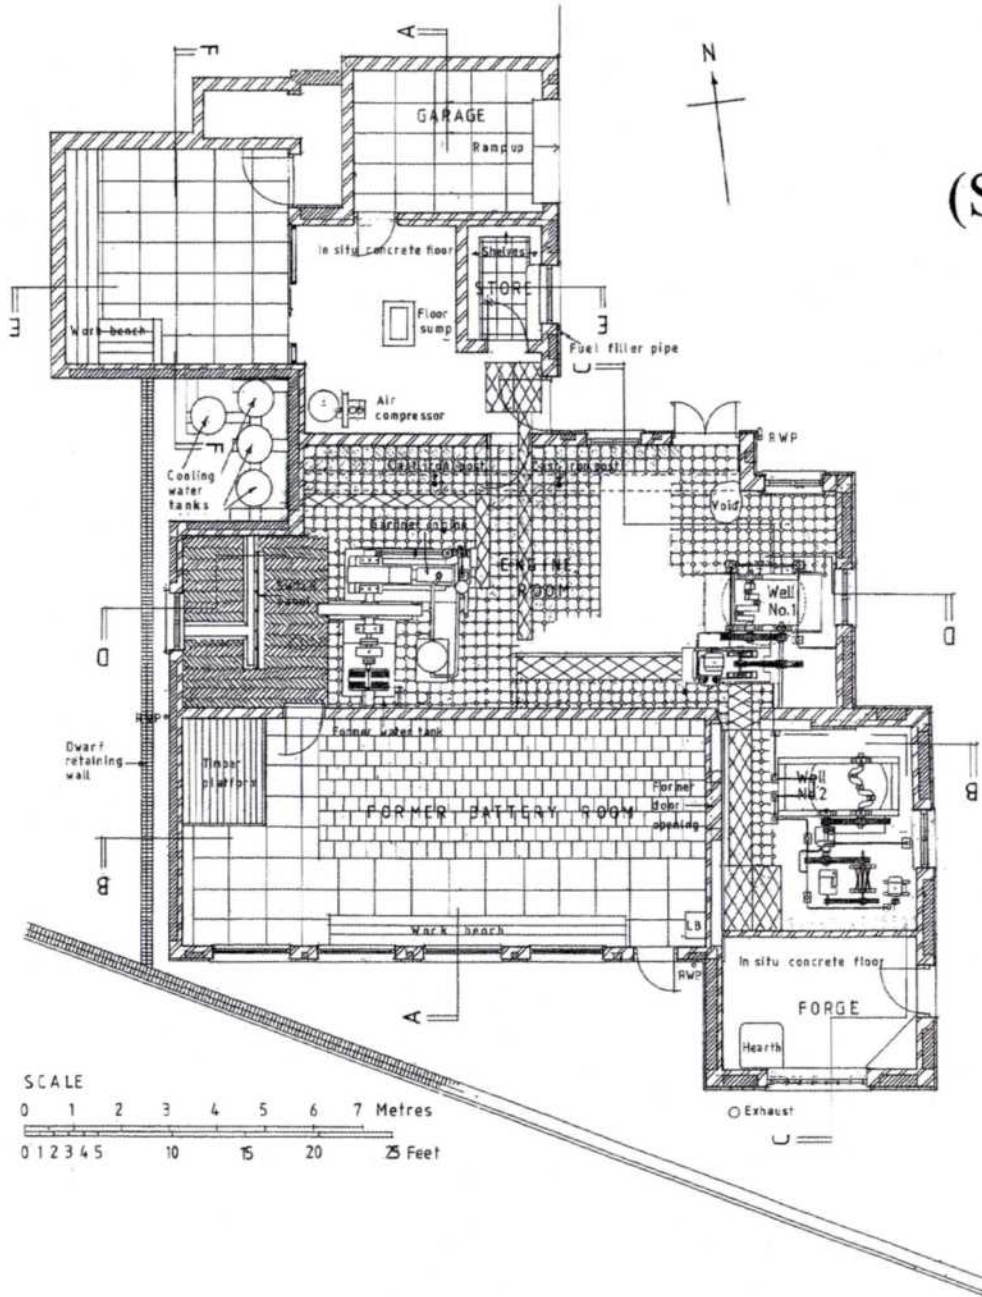 F
A
N
GARAGE
Ramp up
(S
In situ concrete floor
Shelves
STORE
E
E
Floor
sump
Work bench
Fuel filler pipe
C
Air
compressor
RWP
F
Cooling
water
tanks
Cast iron post
Cast iron post
Void
Gardner engine
ENGINE
ROOM
Well
No.1
D
D
RWP
Dwarf
retaining
wall
Former water tank
Timber
platform
FORMER BATTERY ROOM
Former
door
opening
Well
No.2
B
B
Work bench
LB
RWP
In situ concrete floor
FORGE
A
Hearth
SCALE
0 1 2 3 4 5 6 7 Metres
0 1 2 3 4 5 10 15 20 25 Feet
Exhaust
C